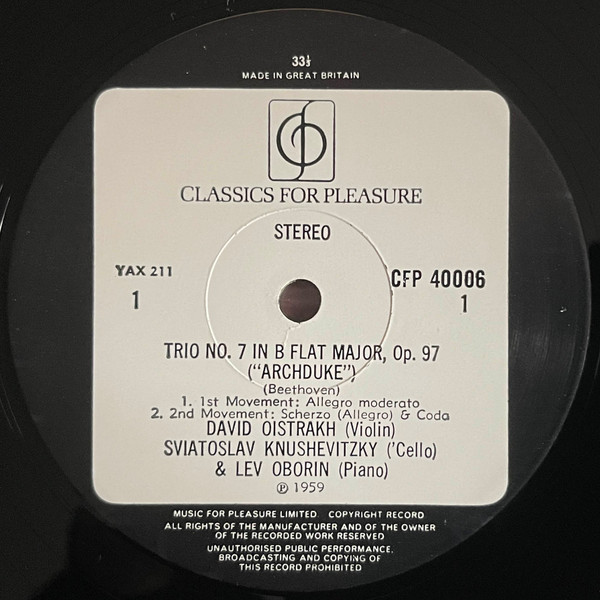 33⅓
MADE IN GREAT BRITAIN
CLASSICS FOR PLEASURE
STEREO
YAX 211
1
CFP 40006
1
TRIO NO. 7 IN B FLAT MAJOR, Op. 97
("ARCHDUKE")
(Beethoven)
1. 1st Movement: Allegro moderato
2. 2nd Movement: Scherzo (Allegro) & Coda
DAVID OISTRAKH (Violin)
SVIATOSLAV KNUSHEVITZKY ('Cello)
& LEV OBORIN (Piano)
℗ 1959
MUSIC FOR PLEASURE LIMITED. COPYRIGHT RECORD
ALL RIGHTS OF THE MANUFACTURER AND OF THE OWNER
OF THE RECORDED WORK RESERVED
UNAUTHORISED PUBLIC PERFORMANCE,
BROADCASTING AND COPYING OF
THIS RECORD PROHIBITED